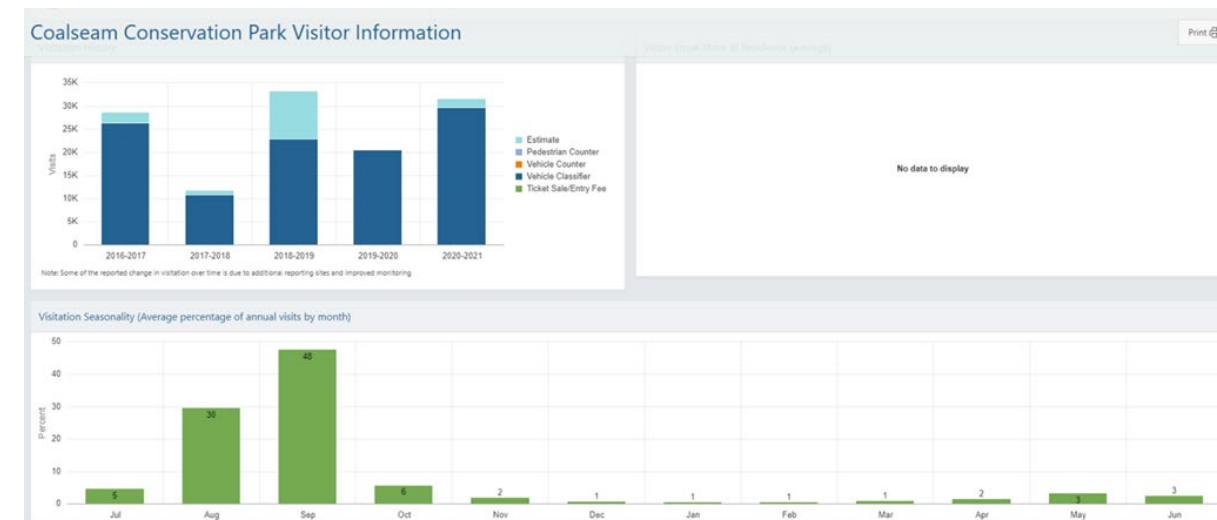 Coalseam Conservation Park Visitor Information
Print
Visitation History
35K
30K
25K
20K
15K
10K
5K
0
Visits
2016-2017
2017-2018
2018-2019
2019-2020
2020-2021
Estimate
Pedestrian Counter
Vehicle Counter
Vehicle Classifier
Ticket Sale/Entry Fee
Note: Some of the reported change in visitation over time is due to additional reporting sites and improved monitoring
No data to display
Visitation Seasonality (Average percentage of annual visits by month)
50
40
30
20
10
0
Percent
5
30
48
6
2
1
1
1
1
2
3
3
Jul
Aug
Sep
Oct
Nov
Dec
Jan
Feb
Mar
Apr
May
Jun